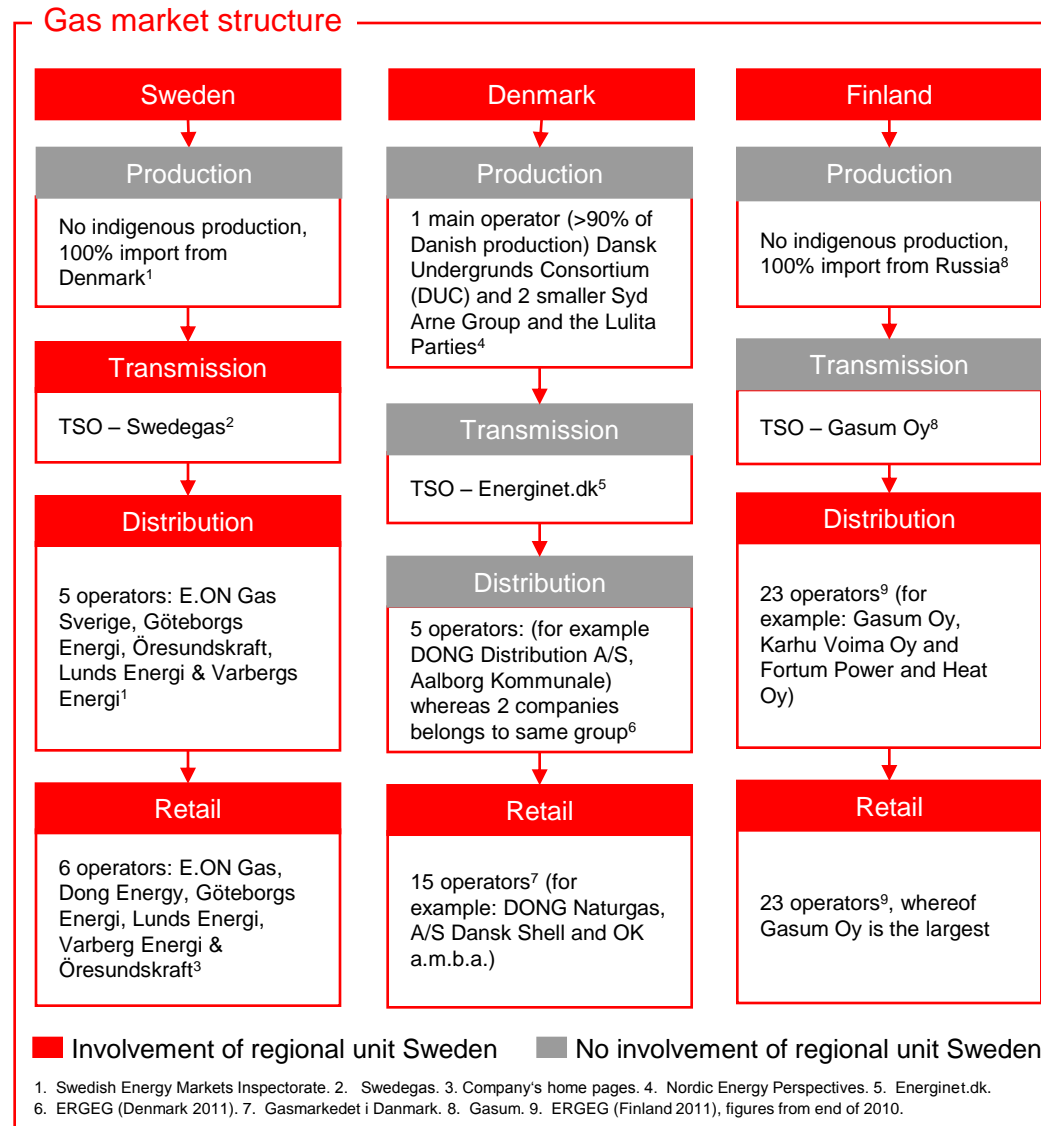 Gas market structure
Sweden
Production
No indigenous production,
100% import from
Denmark¹
Transmission
TSO – Swedegas²
Distribution
5 operators: E.ON Gas
Sverige, Göteborgs
Energi, Öresundskraft,
Lunds Energi & Varbergs
Energi¹
Retail
6 operators: E.ON Gas,
Dong Energy, Göteborgs
Energi, Lunds Energi,
Varberg Energi &
Öresundskraft³
Denmark
Production
1 main operator (>90% of
Danish production) Dansk
Undergrunds Consortium
(DUC) and 2 smaller Syd
Arne Group and the Lulita
Parties⁴
Transmission
TSO – Energinet.dk⁵
Distribution
5 operators: (for example
DONG Distribution A/S,
Aalborg Kommunale)
whereas 2 companies
belongs to same group⁶
Retail
15 operators⁷ (for
example: DONG Naturgas,
A/S Dansk Shell and OK
a.m.b.a.)
Finland
Production
No indigenous production,
100% import from Russia⁸
Transmission
TSO – Gasum Oy⁸
Distribution
23 operators⁹ (for
example: Gasum Oy,
Karhu Voima Oy and
Fortum Power and Heat
Oy)
Retail
23 operators⁹, whereof
Gasum Oy is the largest
Involvement of regional unit Sweden
No involvement of regional unit Sweden
1. Swedish Energy Markets Inspectorate. 2. Swedegas. 3. Company‘s home pages. 4. Nordic Energy Perspectives. 5. Energinet.dk.
6. ERGEG (Denmark 2011). 7. Gasmarkedet i Danmark. 8. Gasum. 9. ERGEG (Finland 2011), figures from end of 2010.